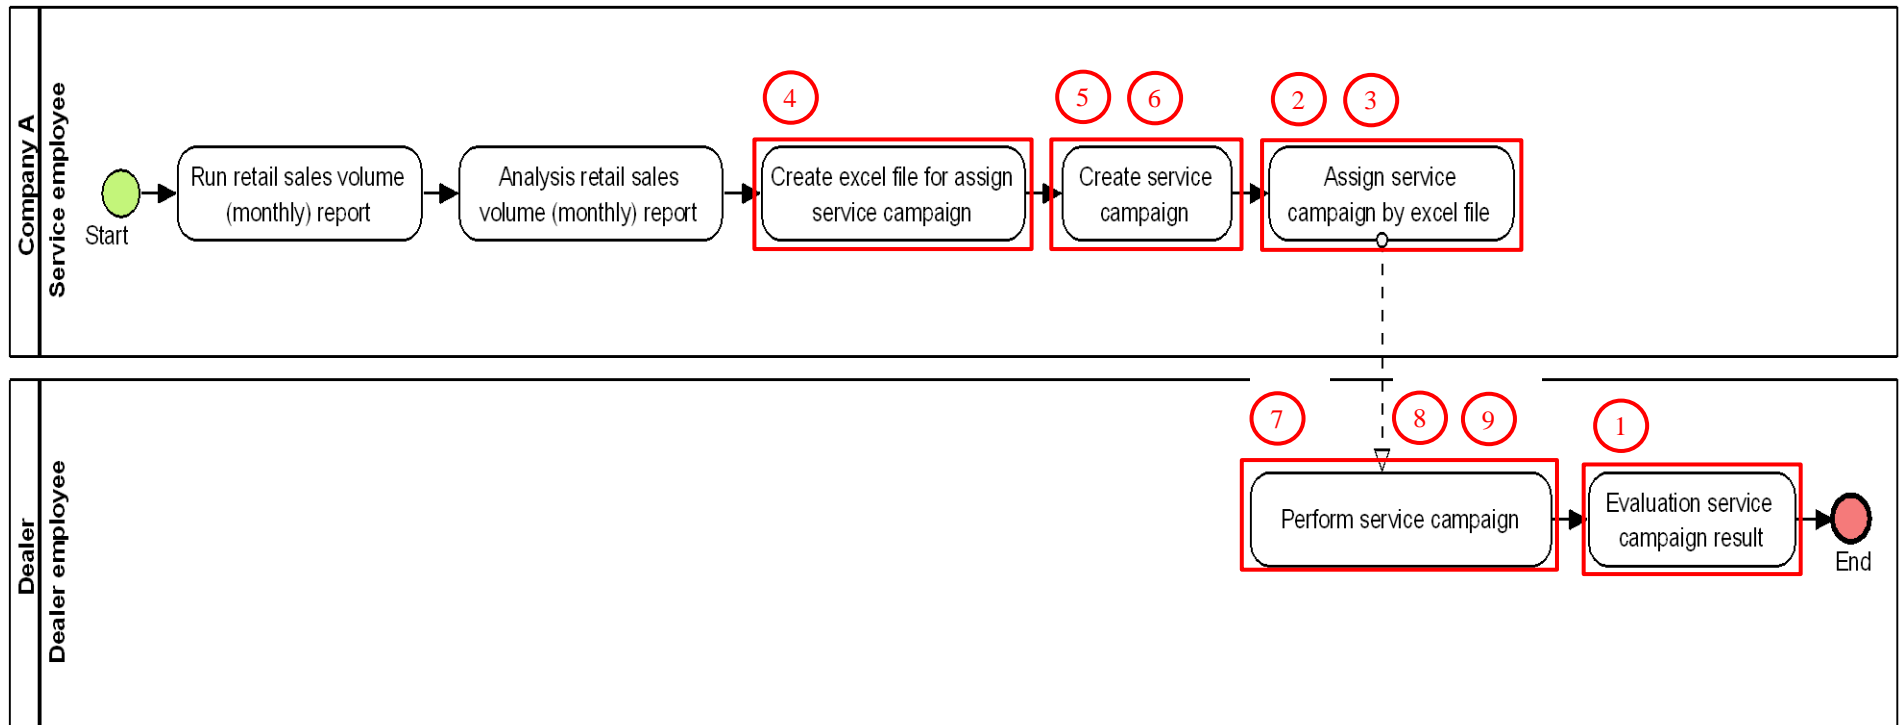 Company A
Service employee
Start
Run retail sales volume
(monthly) report
Analysis retail sales
volume (monthly) report
4
Create excel file for assign
service campaign
5
6
Create service
campaign
2
3
Assign service
campaign by excel file
Dealer
Dealer employee
7
8
9
Perform service campaign
1
Evaluation service
campaign result
End